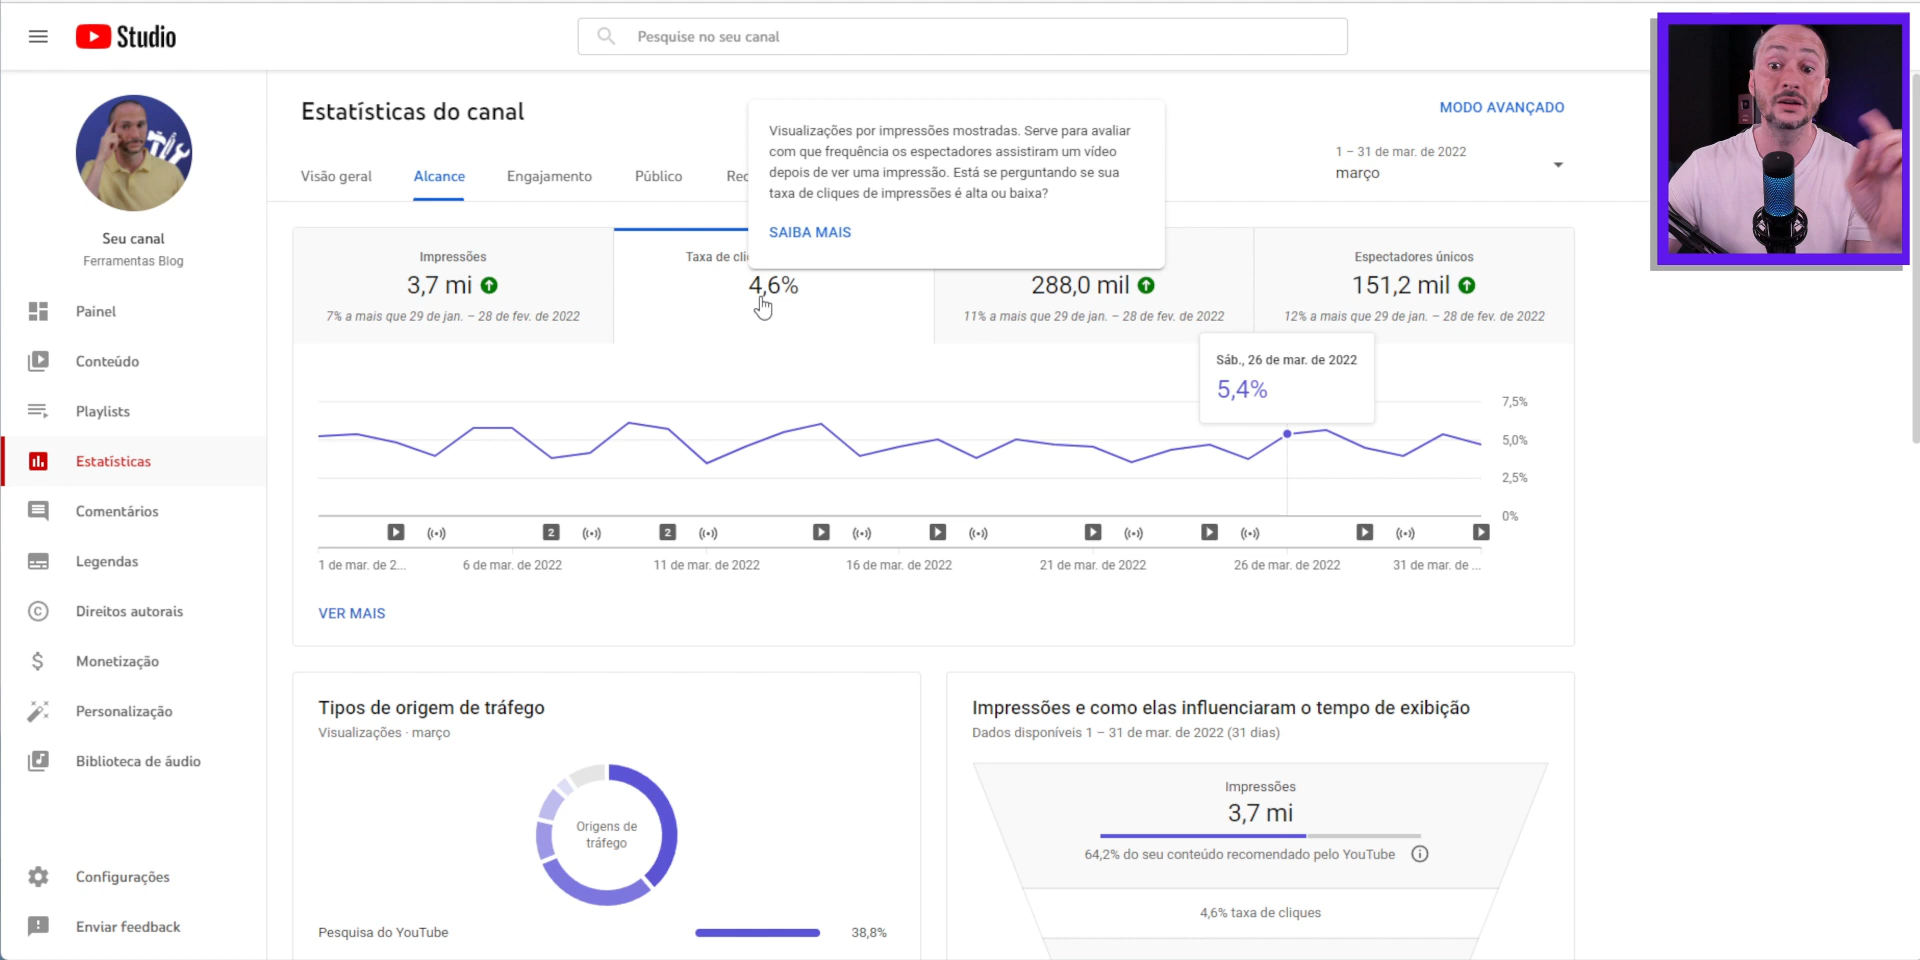 Studio
Pesquise no seu canal
Seu canal
Ferramentas Blog
Painel
Conteúdo
Playlists
Estatísticas
Comentários
Legendas
Direitos autorais
Monetização
Personalização
Biblioteca de áudio
Configurações
Enviar feedback
Estatísticas do canal
MODO AVANÇADO
Visão geral
Alcance
Engajamento
Público
1 – 31 de mar. de 2022
março
Visualizações por impressões mostradas. Serve para avaliar
com que frequência os espectadores assistiram um vídeo
depois de ver uma impressão. Está se perguntando se sua
taxa de cliques de impressões é alta ou baixa?
SAIBA MAIS
Impressões
3,7 mi
7% a mais que 29 de jan. – 28 de fev. de 2022
Taxa de
4,6%
288,0 mil
11% a mais que 29 de jan. – 28 de fev. de 2022
Espectadores únicos
151,2 mil
12% a mais que 29 de jan. – 28 de fev. de 2022
Sáb., 26 de mar. de 2022
5,4%
7,5%
5,0%
2,5%
0%
2
2
1 de mar. de 2...
6 de mar. de 2022
11 de mar. de 2022
16 de mar. de 2022
21 de mar. de 2022
26 de mar. de 2022
31 de mar. de ...
VER MAIS
Tipos de origem de tráfego
Visualizações · março
Origens de
tráfego
Pesquisa do YouTube
38,8%
Impressões e como elas influenciaram o tempo de exibição
Dados disponíveis 1 – 31 de mar. de 2022 (31 dias)
Impressões
3,7 mi
64,2% do seu conteúdo recomendado pelo YouTube
4,6% taxa de cliques